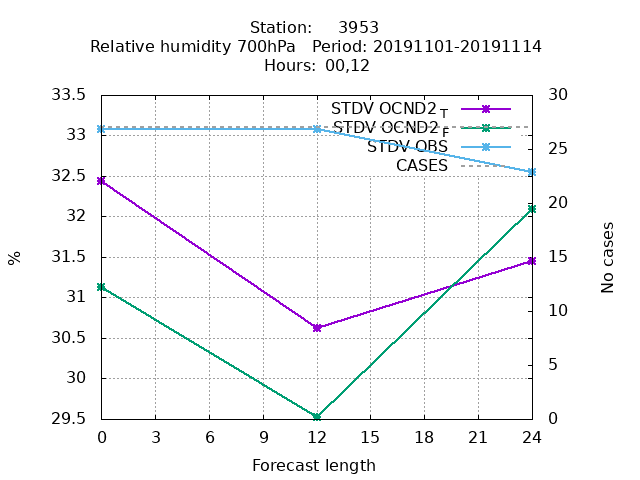 Station: 3953
Relative humidity 700hPa Period: 20191101-20191114
Hours: 00,12
33.5
33
32.5
32
31.5
31
30.5
30
29.5
%
30
25
20
15
10
5
0
No cases
STDV OCND2 T
STDV OCND2 F
STDV OBS
CASES
0 3 6 9 12 15 18 21 24
Forecast length